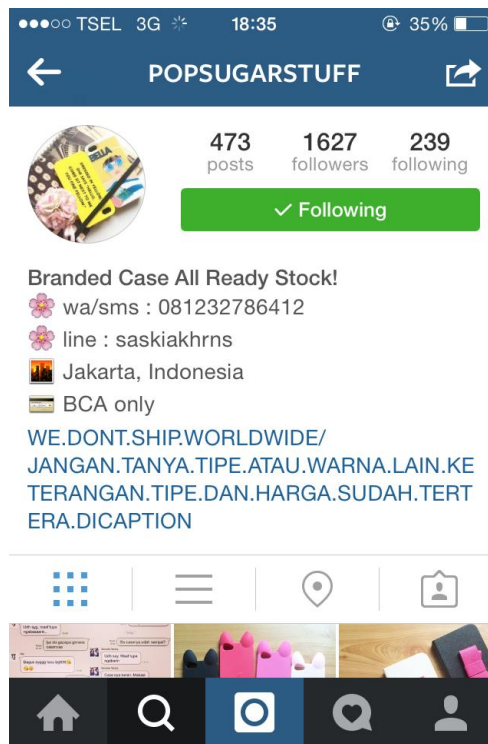 TSEL 3G 18:35 35%
POPSUGARSTUFF
473 1627 239
posts followers following
✓ Following
BELLA
Branded Case All Ready Stock!
🌸 wa/sms : 081232786412
🌸 line : saskiakhrns
🌇 Jakarta, Indonesia
💳 BCA only
WE.DONT.SHIP.WORLDWIDE/
JANGAN.TANYA.TIPE.ATAU.WARNA.LAIN.KE
TERANGAN.TIPE.DAN.HARGA.SUDAH.TERT
ERA.DICAPTION